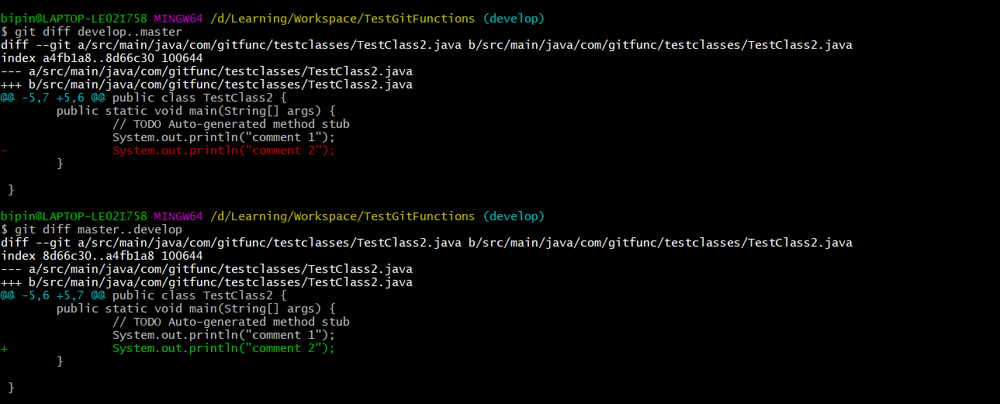 bipin@LAPTOP-LE02I758 MINGW64 /d/Learning/Workspace/TestGitFunctions (develop)
$ git diff develop..master
diff --git a/src/main/java/com/gitfunc/testclasses/TestClass2.java b/src/main/java/com/gitfunc/testclasses/TestClass2.java
index a4fb1a8..8d66c30 100644
--- a/src/main/java/com/gitfunc/testclasses/TestClass2.java
+++ b/src/main/java/com/gitfunc/testclasses/TestClass2.java
@@ -5,7 +5,6 @@ public class TestClass2 {
        public static void main(String[] args) {
                // TODO Auto-generated method stub
                System.out.println("comment 1");
-               System.out.println("comment 2");
        }

 }

bipin@LAPTOP-LE02I758 MINGW64 /d/Learning/Workspace/TestGitFunctions (develop)
$ git diff master..develop
diff --git a/src/main/java/com/gitfunc/testclasses/TestClass2.java b/src/main/java/com/gitfunc/testclasses/TestClass2.java
index 8d66c30..a4fb1a8 100644
--- a/src/main/java/com/gitfunc/testclasses/TestClass2.java
+++ b/src/main/java/com/gitfunc/testclasses/TestClass2.java
@@ -5,6 +5,7 @@ public class TestClass2 {
        public static void main(String[] args) {
                // TODO Auto-generated method stub
                System.out.println("comment 1");
+               System.out.println("comment 2");
        }

 }